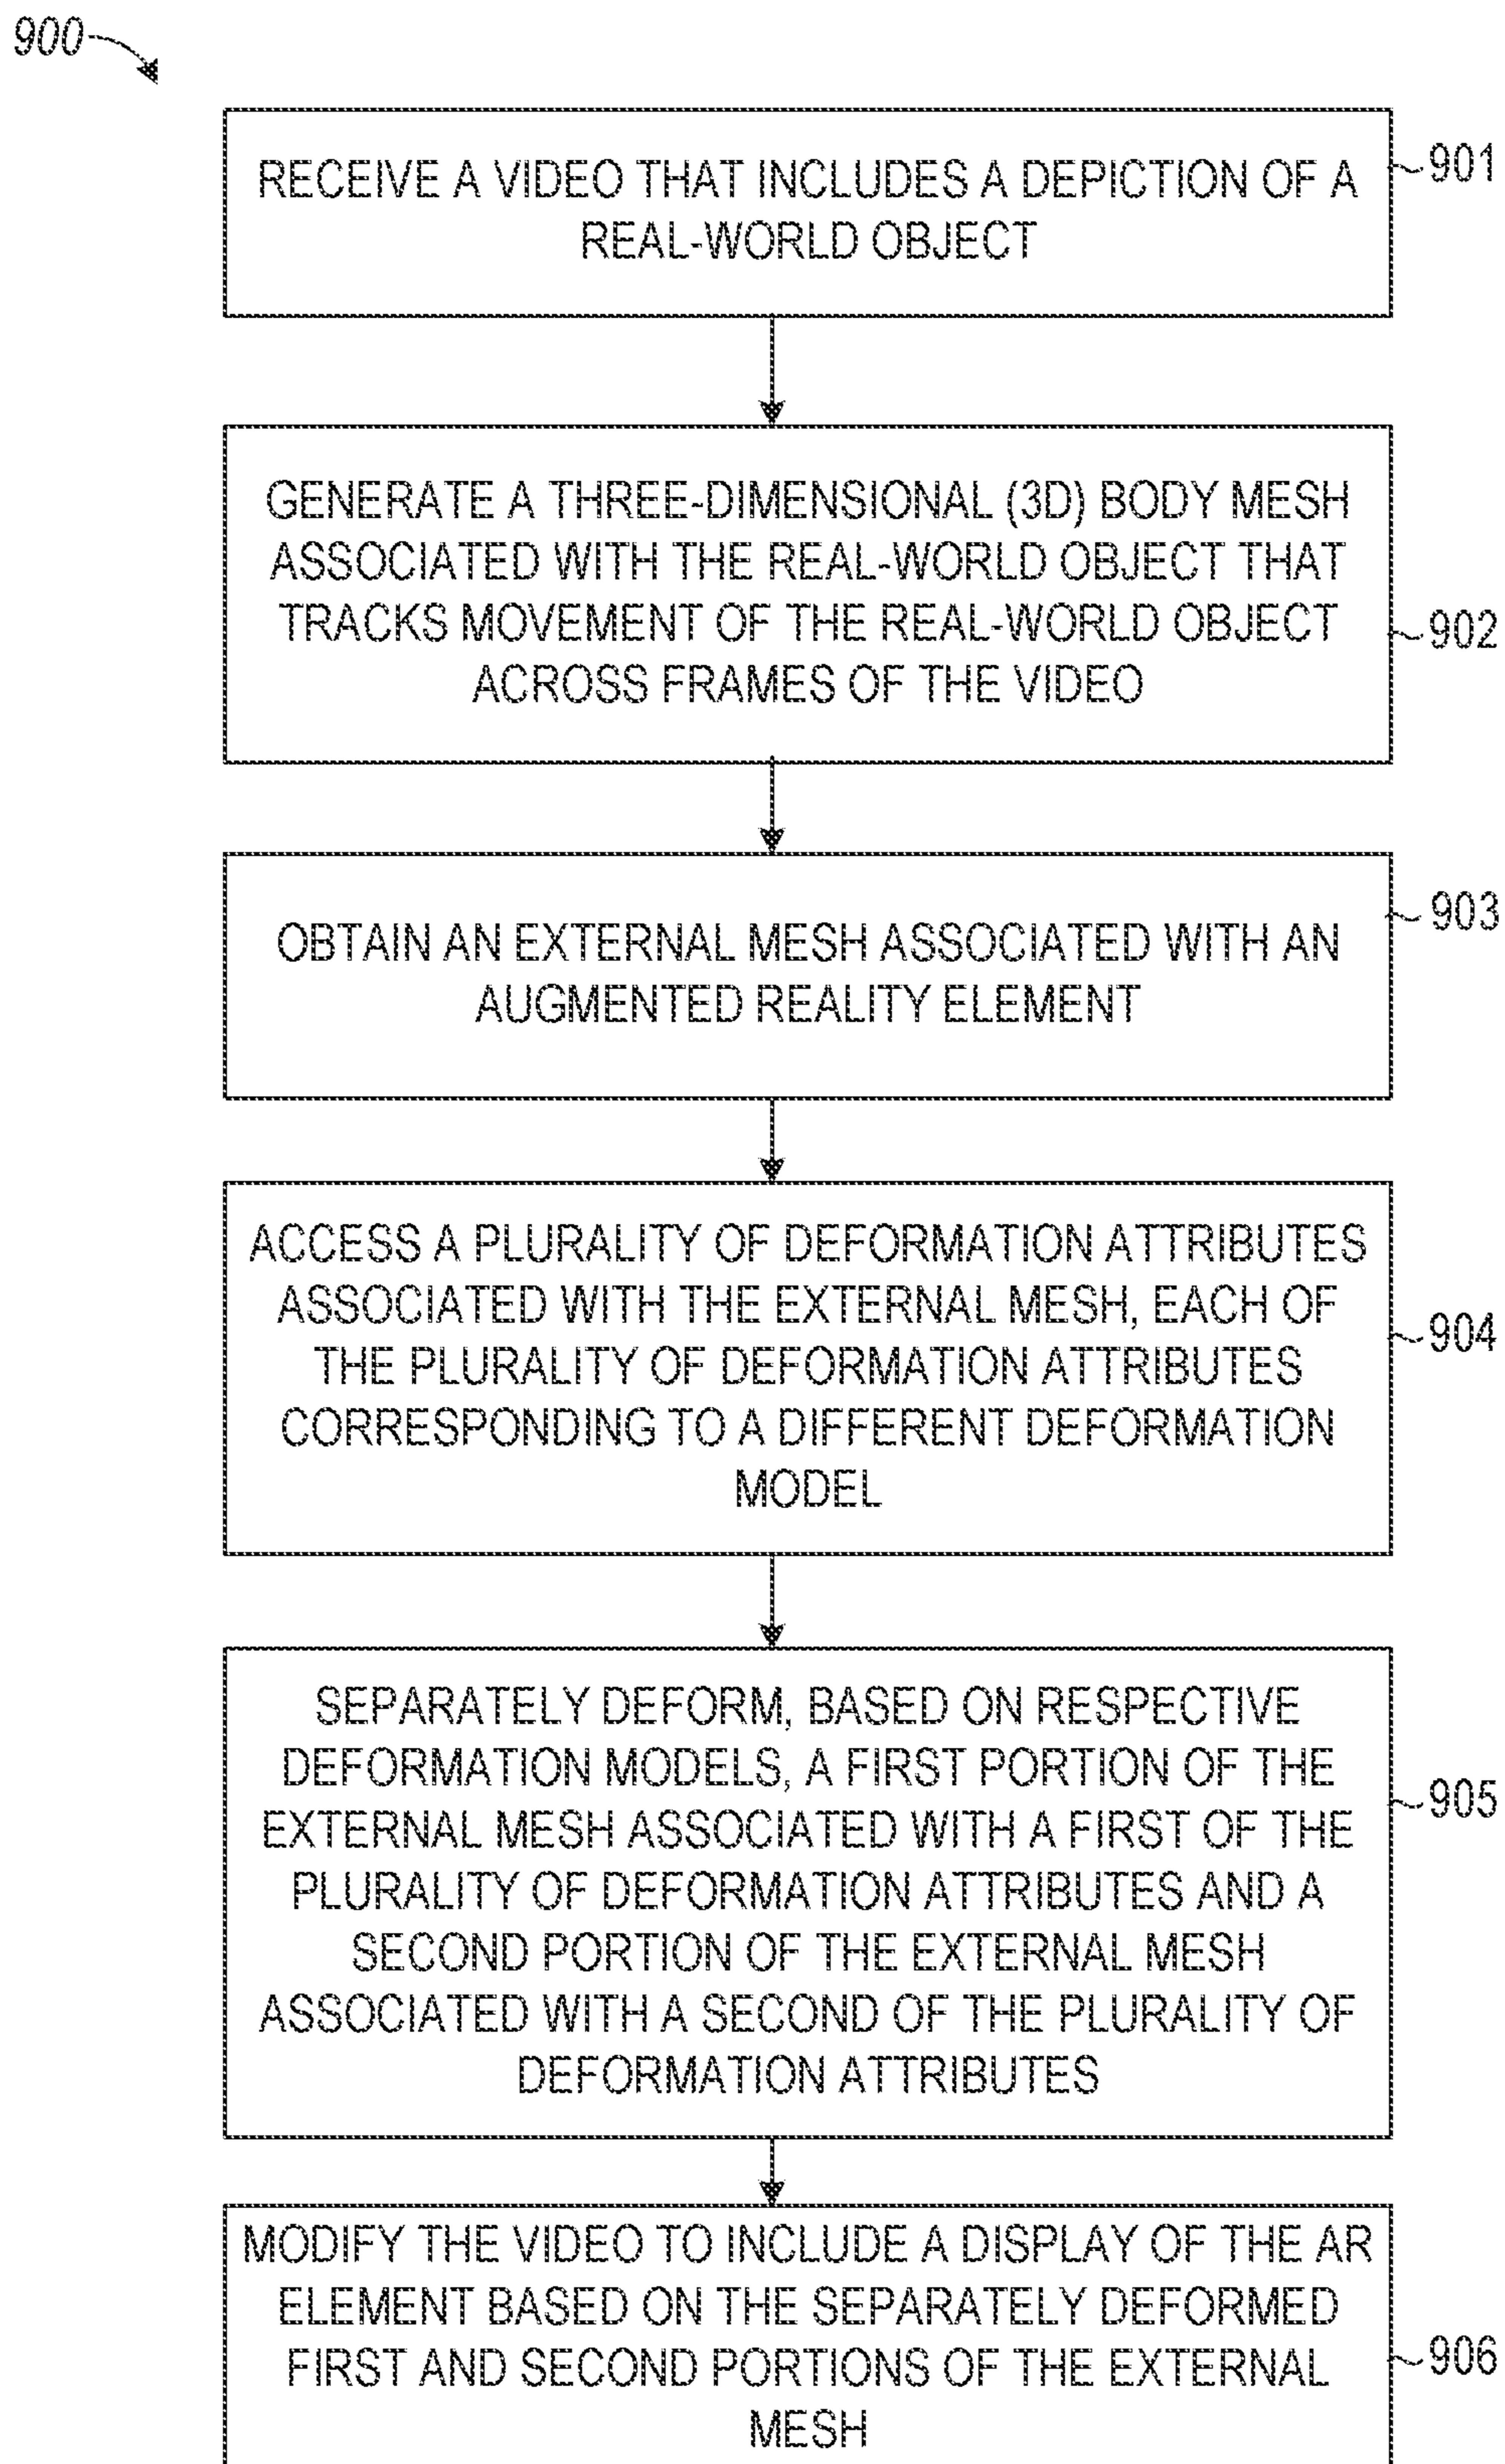 900
RECEIVE A VIDEO THAT INCLUDES A DEPICTION OF A
REAL-WORLD OBJECT
901
GENERATE A THREE-DIMENSIONAL (3D) BODY MESH
ASSOCIATED WITH THE REAL-WORLD OBJECT THAT
TRACKS MOVEMENT OF THE REAL-WORLD OBJECT
ACROSS FRAMES OF THE VIDEO
902
OBTAIN AN EXTERNAL MESH ASSOCIATED WITH AN
AUGMENTED REALITY ELEMENT
903
ACCESS A PLURALITY OF DEFORMATION ATTRIBUTES
ASSOCIATED WITH THE EXTERNAL MESH, EACH OF
THE PLURALITY OF DEFORMATION ATTRIBUTES
CORRESPONDING TO A DIFFERENT DEFORMATION
MODEL
904
SEPARATELY DEFORM, BASED ON RESPECTIVE
DEFORMATION MODELS, A FIRST PORTION OF THE
EXTERNAL MESH ASSOCIATED WITH A FIRST OF THE
PLURALITY OF DEFORMATION ATTRIBUTES AND A
SECOND PORTION OF THE EXTERNAL MESH
ASSOCIATED WITH A SECOND OF THE PLURALITY OF
DEFORMATION ATTRIBUTES
905
MODIFY THE VIDEO TO INCLUDE A DISPLAY OF THE AR
ELEMENT BASED ON THE SEPARATELY DEFORMED
FIRST AND SECOND PORTIONS OF THE EXTERNAL
MESH
906